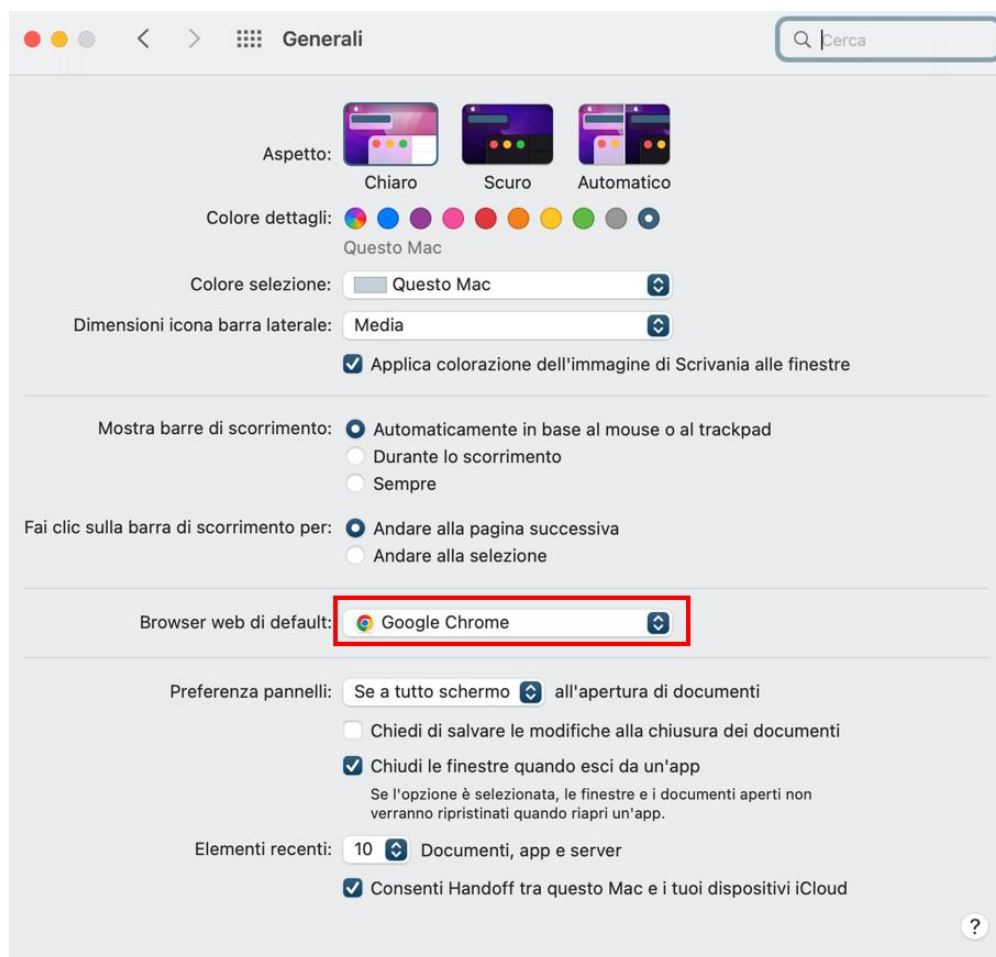 Generali
Cerca
Aspetto:
Chiaro Scuro Automatico
Colore dettagli:
Questo Mac
Colore selezione: Questo Mac
Dimensioni icona barra laterale: Media
Applica colorazione dell'immagine di Scrivania alle finestre
Mostra barre di scorrimento: Automaticamente in base al mouse o al trackpad
Durante lo scorrimento
Sempre
Fai clic sulla barra di scorrimento per: Andare alla pagina successiva
Andare alla selezione
Browser web di default: Google Chrome
Preferenza pannelli: Se a tutto schermo all'apertura di documenti
Chiedi di salvare le modifiche alla chiusura dei documenti
Chiudi le finestre quando esci da un'app
Se l'opzione è selezionata, le finestre e i documenti aperti non
verranno ripristinati quando riapri un'app.
Elementi recenti: 10 Documenti, app e server
Consenti Handoff tra questo Mac e i tuoi dispositivi iCloud
?